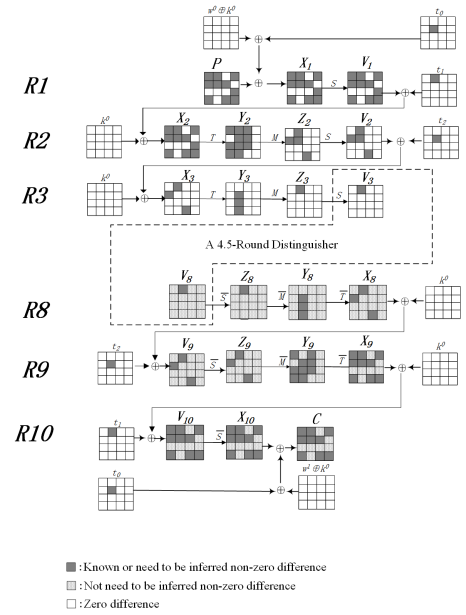 w⁰⊕k⁰
t₀
P
X₁
V₁
t₁
R1
S
k⁰
X₂
Y₂
Z₂
V₂
t₂
R2
T
M
S
k⁰
X₃
Y₃
Z₃
V₃
R3
T
M
S
A 4.5-Round Distinguisher
V₈
Z₈
Y₈
X₈
k⁰
R8
S̅
M̅
T̅
t₂
V₉
Z₉
Y₉
X₉
k⁰
R9
S̅
M̅
T̅
t₁
V₁₀
X₁₀
C
R10
S̅
t₀
w¹⊕k⁰
: Known or need to be inferred non-zero difference
: Not need to be inferred non-zero difference
: Zero difference